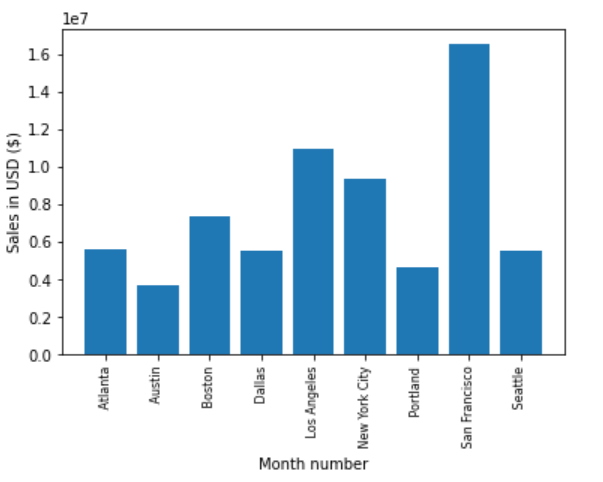 1e7
Sales in USD ($)
1.6
1.4
1.2
1.0
0.8
0.6
0.4
0.2
0.0
Atlanta
Austin
Boston
Dallas
Los Angeles
New York City
Portland
San Francisco
Seattle
Month number